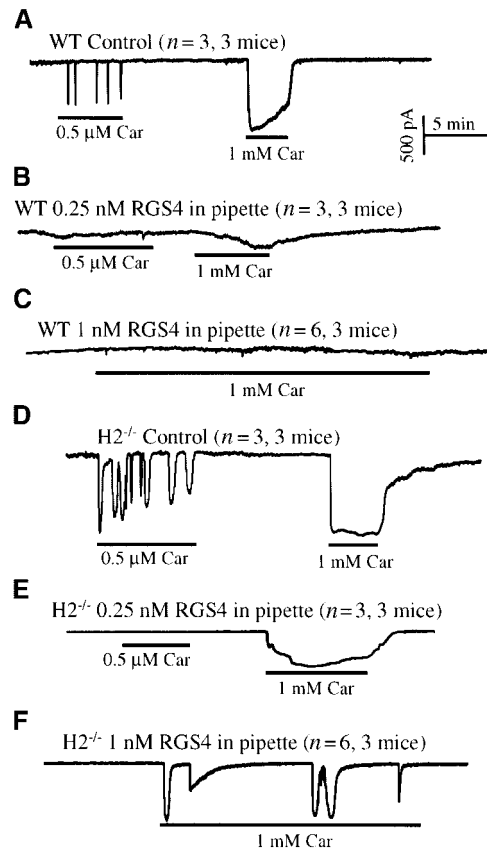 A
WT Control (n = 3, 3 mice)
0.5 µM Car
1 mM Car
500 pA
5 min
B
WT 0.25 nM RGS4 in pipette (n = 3, 3 mice)
0.5 µM Car
1 mM Car
C
WT 1 nM RGS4 in pipette (n = 6, 3 mice)
1 mM Car
D
H2-/- Control (n = 3, 3 mice)
0.5 µM Car
1 mM Car
E
H2-/- 0.25 nM RGS4 in pipette (n = 3, 3 mice)
0.5 µM Car
1 mM Car
F
H2-/- 1 nM RGS4 in pipette (n = 6, 3 mice)
1 mM Car